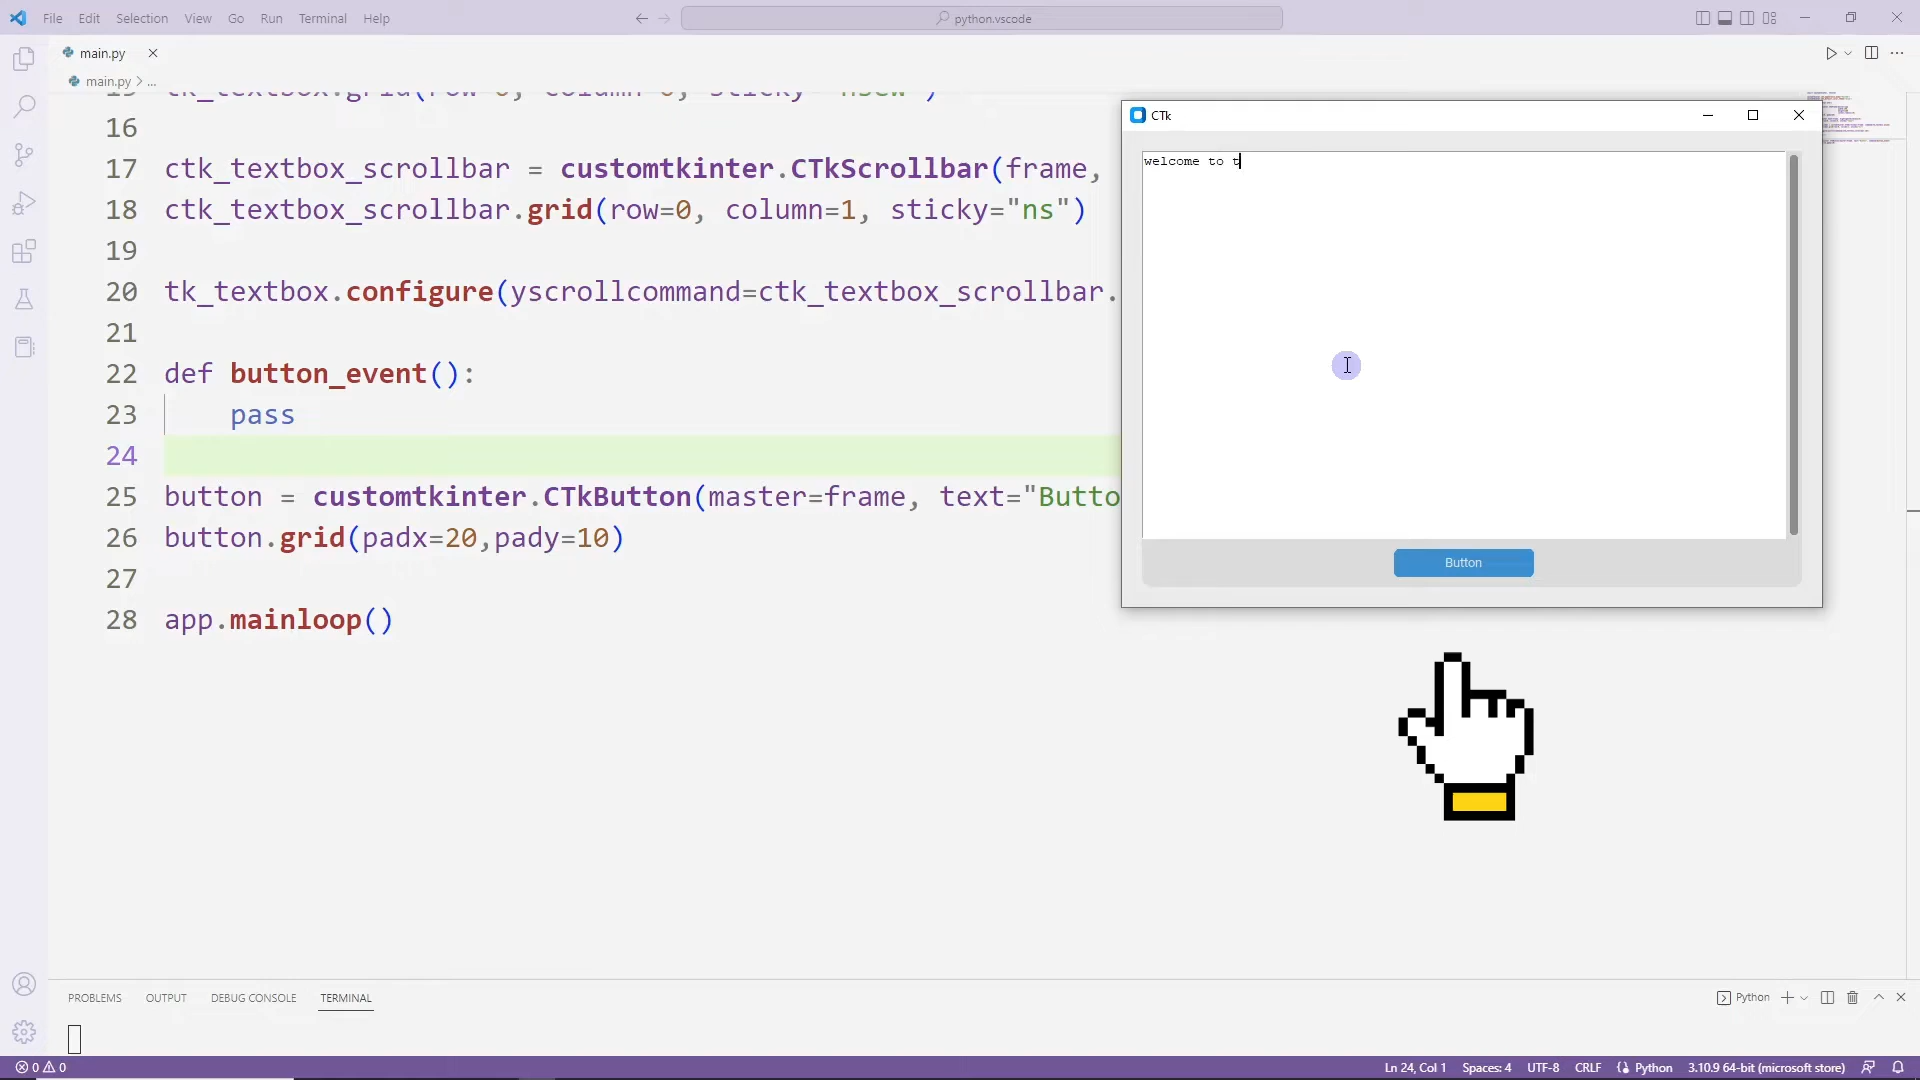 File Edit Selection View Go Run Terminal Help
python.vscode
main.py
main.py > ...
16
17 ctk_textbox_scrollbar = customtkinter.CTkScrollbar(frame,
18 ctk_textbox_scrollbar.grid(row=0, column=1, sticky="ns")
19
20 tk_textbox.configure(yscrollcommand=ctk_textbox_scrollbar.
21
22 def button_event():
23 pass
24
25 button = customtkinter.CTkButton(master=frame, text="Butto
26 button.grid(padx=20,pady=10)
27
28 app.mainloop()
CTk
welcome to t
Button
PROBLEMS OUTPUT DEBUG CONSOLE TERMINAL
Python
0 0
Ln 24, Col 1 Spaces: 4 UTF-8 CRLF Python 3.10.9 64-bit (microsoft store)